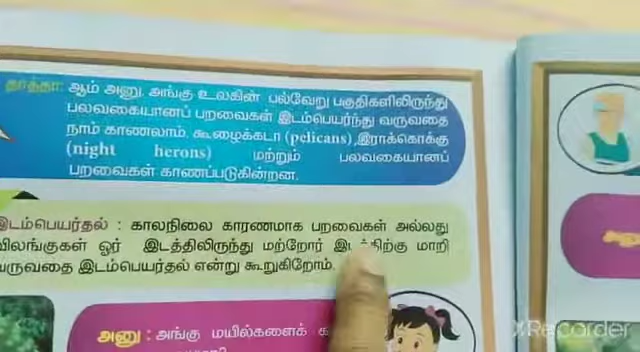 தாத்தா: ஆம் அனு. அங்கு உலகின் பல்வேறு பகுதிகளிலிருந்து
பலவகையானப் பறவைகள் இடம்பெயர்ந்து வருவதை
நாம் காணலாம். கூழைக்கடா (pelicans) ,இராக்கொக்கு
(night herons) மற்றும் பலவகையானப்
பறவைகள் காணப்படுகின்றன.
இடம்பெயர்தல் : காலநிலை காரணமாக பறவைகள் அல்லது
விலங்குகள் ஓர் இடத்திலிருந்து மற்றோர் இடத்திற்கு மாறி
வருவதை இடம்பெயர்தல் என்று கூறுகிறோம்.
அனு : அங்கு மயில்களைக்
XRecorder